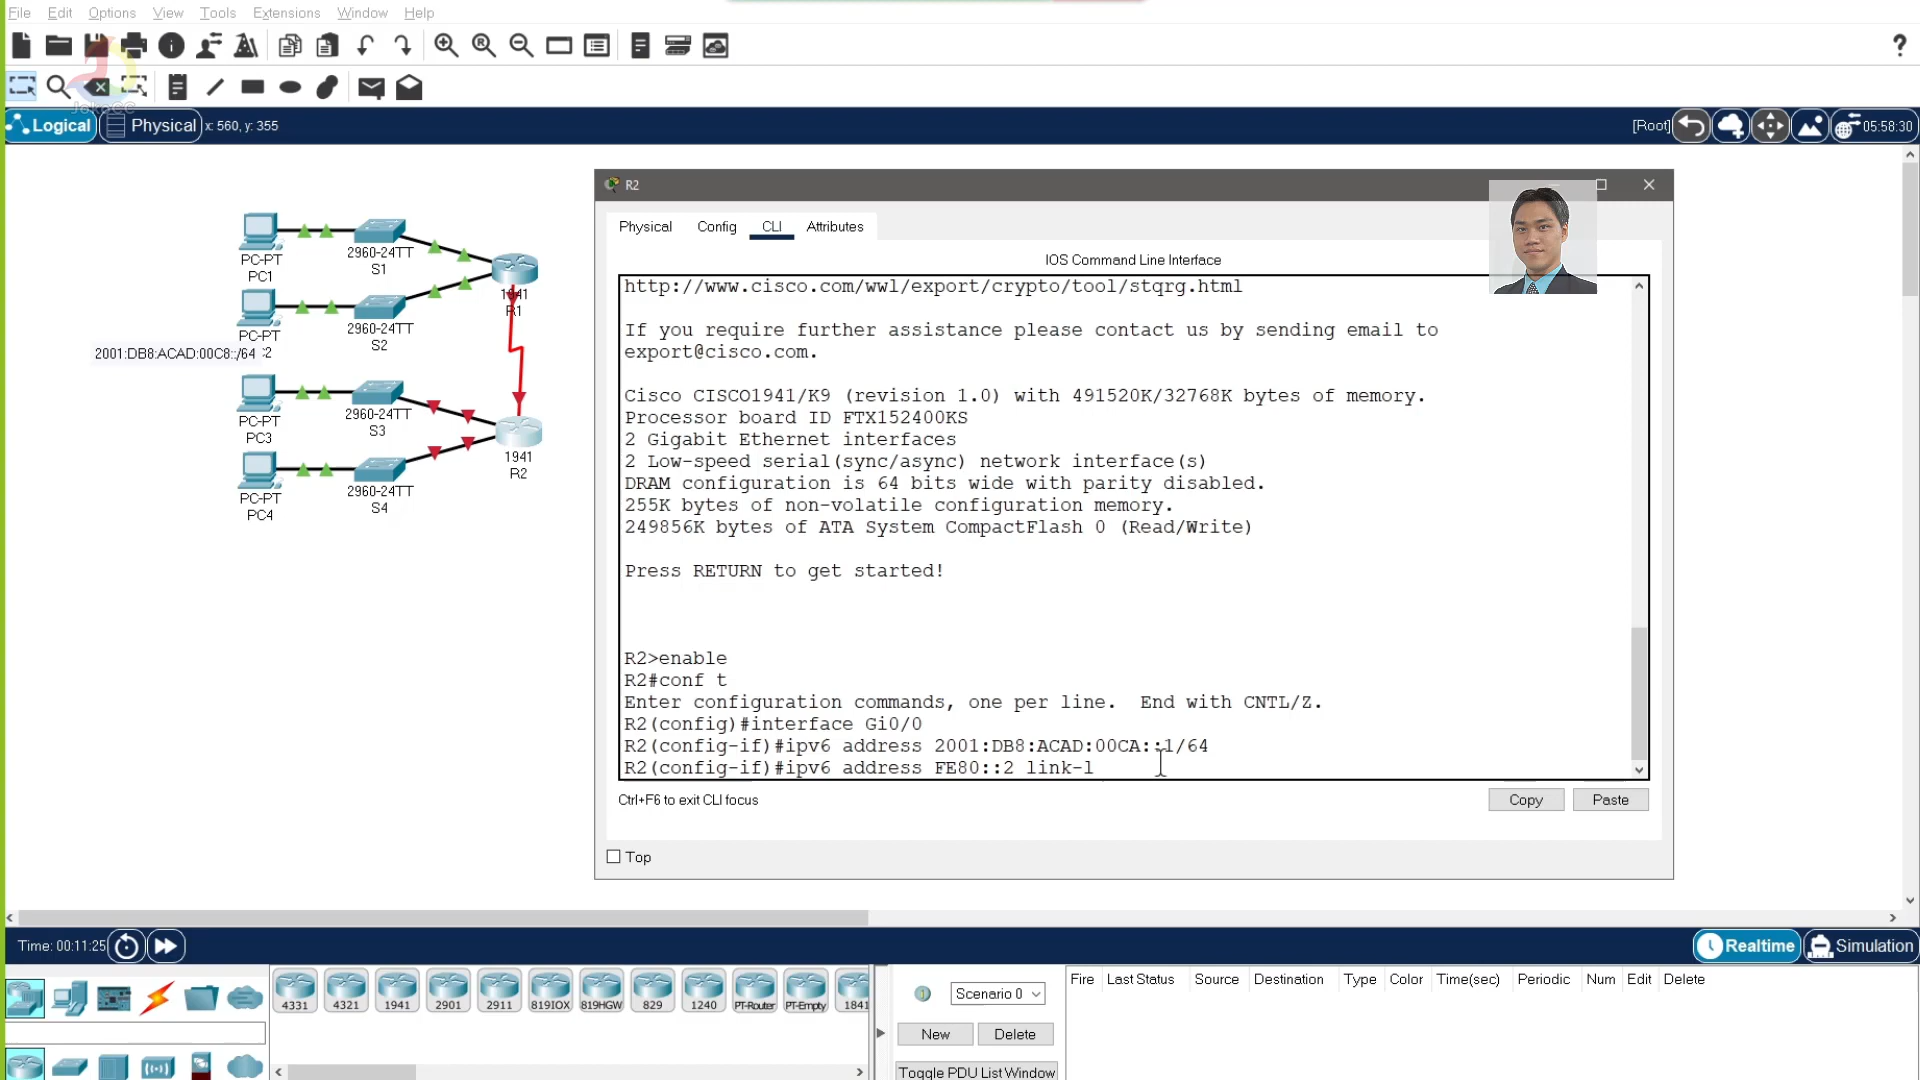 File Edit Options View Tools Extensions Window Help
?
Logical Physical x: 560, y: 355 [Root] 05:58:30
R2
Physical Config CLI Attributes
IOS Command Line Interface
http://www.cisco.com/wwl/export/crypto/tool/stqrg.html
If you require further assistance please contact us by sending email to
export@cisco.com.
Cisco CISCO1941/K9 (revision 1.0) with 491520K/32768K bytes of memory.
Processor board ID FTX152400KS
2 Gigabit Ethernet interfaces
2 Low-speed serial(sync/async) network interface(s)
DRAM configuration is 64 bits wide with parity disabled.
255K bytes of non-volatile configuration memory.
249856K bytes of ATA System CompactFlash 0 (Read/Write)
Press RETURN to get started!
R2>enable
R2#conf t
Enter configuration commands, one per line.  End with CNTL/Z.
R2(config)#interface Gi0/0
R2(config-if)#ipv6 address 2001:DB8:ACAD:00CA::1/64
R2(config-if)#ipv6 address FE80::2 link-l
Ctrl+F6 to exit CLI focus
Copy Paste
Top
PC-PT
PC1
2960-24TT
S1
1941
R1
PC-PT
2001:DB8:ACAD:00C8::/64 :2
2960-24TT
S2
PC-PT
PC3
2960-24TT
S3
1941
R2
PC-PT
PC4
2960-24TT
S4
Time: 00:11:25
Realtime Simulation
4331 4321 1941 2901 2911 819IOX 819HGW 829 1240 PT-Router PT-Empty 1841
Scenario 0
New Delete
Toggle PDU List Window
Fire Last Status Source Destination Type Color Time(sec) Periodic Num Edit Delete